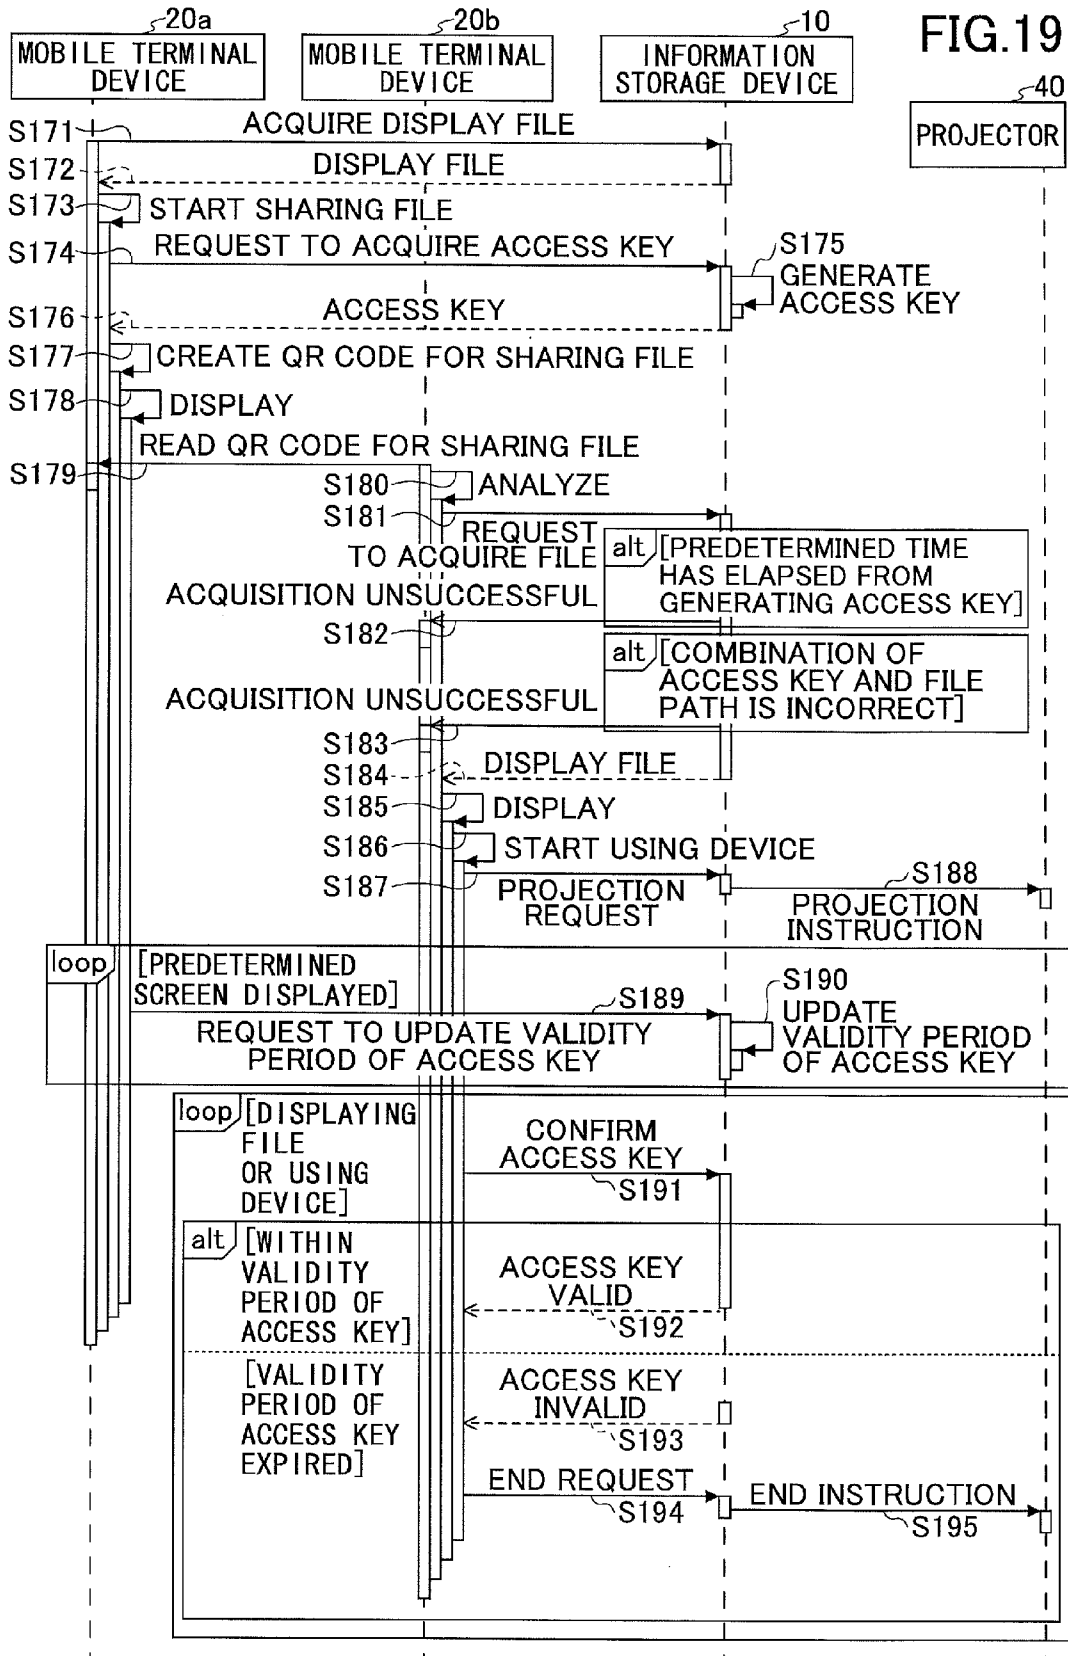 20a
20b
10
FIG.19
MOBILE TERMINAL
DEVICE
MOBILE TERMINAL
DEVICE
INFORMATION
STORAGE DEVICE
40
PROJECTOR
S171
ACQUIRE DISPLAY FILE
S172
DISPLAY FILE
S173
START SHARING FILE
S174
REQUEST TO ACQUIRE ACCESS KEY
S175
GENERATE
ACCESS KEY
S176
ACCESS KEY
S177
CREATE QR CODE FOR SHARING FILE
S178
DISPLAY
READ QR CODE FOR SHARING FILE
S179
S180
ANALYZE
S181
REQUEST
TO ACQUIRE FILE
alt
[PREDETERMINED TIME
HAS ELAPSED FROM
GENERATING ACCESS KEY]
ACQUISITION UNSUCCESSFUL
S182
alt
[COMBINATION OF
ACCESS KEY AND FILE
PATH IS INCORRECT]
ACQUISITION UNSUCCESSFUL
S183
S184
DISPLAY FILE
S185
DISPLAY
S186
START USING DEVICE
S187
PROJECTION
REQUEST
S188
PROJECTION
INSTRUCTION
loop
[PREDETERMINED
SCREEN DISPLAYED]
S189
REQUEST TO UPDATE VALIDITY
PERIOD OF ACCESS KEY
S190
UPDATE
VALIDITY PERIOD
OF ACCESS KEY
loop
[DISPLAYING
FILE
OR USING
DEVICE]
CONFIRM
ACCESS KEY
S191
alt
[WITHIN
VALIDITY
PERIOD OF
ACCESS KEY]
ACCESS KEY
VALID
S192
[VALIDITY
PERIOD OF
ACCESS KEY
EXPIRED]
ACCESS KEY
INVALID
S193
END REQUEST
S194
END INSTRUCTION
S195